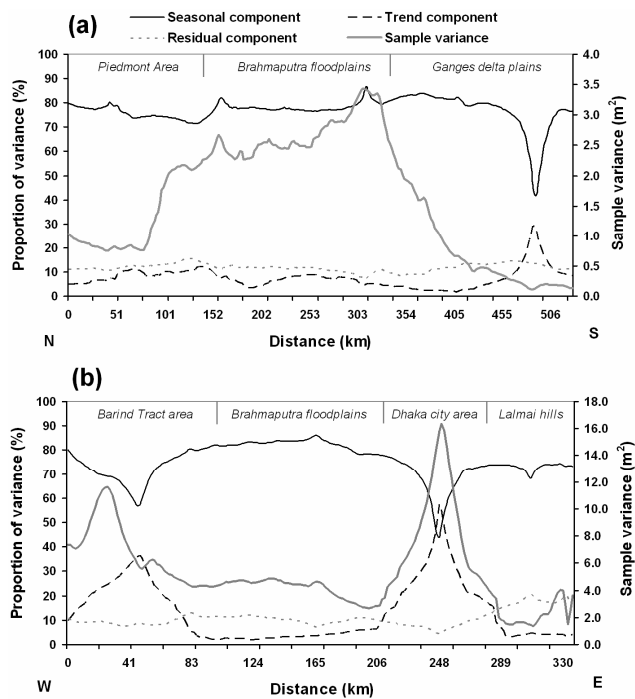 (a)
Seasonal component
Trend component
Residual component
Sample variance
Piedmont Area
Brahmaputra floodplains
Ganges delta plains
Proportion of variance (%)
100
90
80
70
60
50
40
30
20
10
0
4.0
3.5
3.0
2.5
2.0
1.5
1.0
0.5
0.0
Sample variance (m²)
0 51 101 152 202 253 303 354 405 455 506
N Distance (km) S
(b)
Barind Tract area
Brahmaputra floodplains
Dhaka city area
Lalmai hills
Proportion of variance (%)
100
90
80
70
60
50
40
30
20
10
0
18.0
16.0
14.0
12.0
10.0
8.0
6.0
4.0
2.0
0.0
Sample variance (m²)
0 41 83 124 165 206 248 289 330
W Distance (km) E